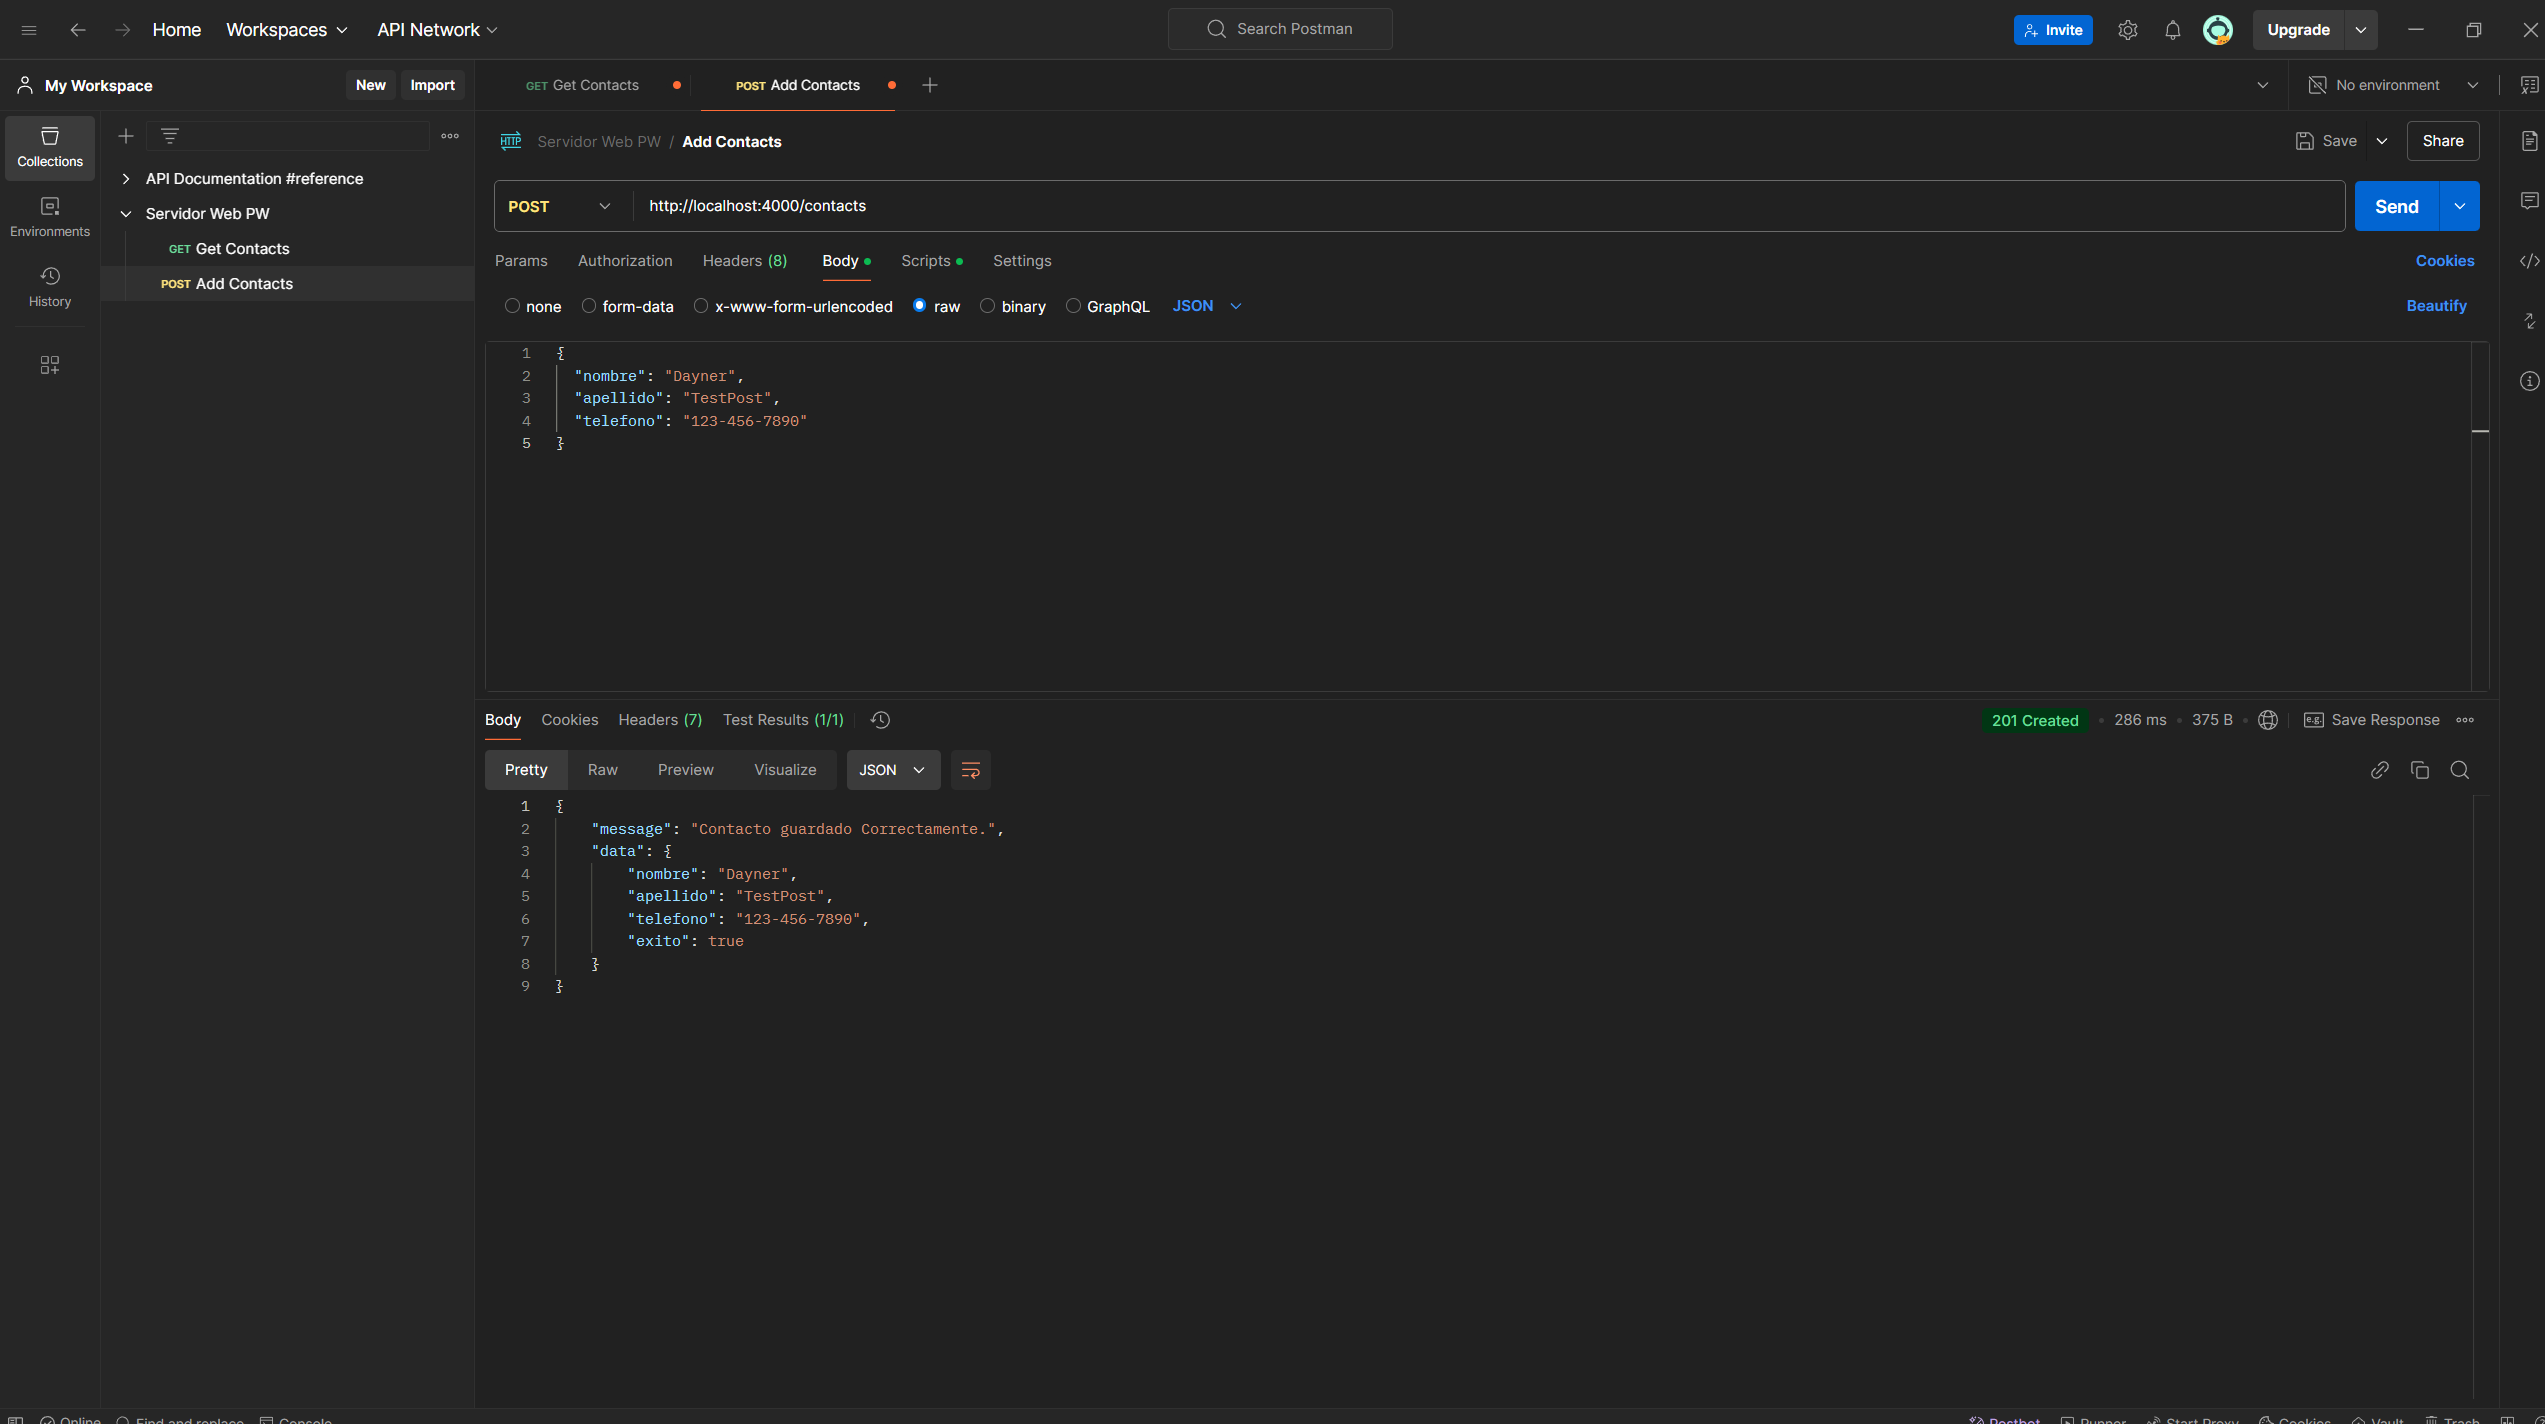 Home Workspaces API Network Search Postman Invite Upgrade
My Workspace New Import GET Get Contacts POST Add Contacts No environment
Collections
Environments
History
API Documentation #reference
Servidor Web PW
GET Get Contacts
POST Add Contacts
HTTP Servidor Web PW / Add Contacts Save Share
POST http://localhost:4000/contacts Send
Params Authorization Headers (8) Body Scripts Settings Cookies
none form-data x-www-form-urlencoded raw binary GraphQL JSON Beautify
1 {
2 "nombre": "Dayner",
3 "apellido": "TestPost",
4 "telefono": "123-456-7890"
5 }
Body Cookies Headers (7) Test Results (1/1) 201 Created 286 ms 375 B e.g. Save Response
Pretty Raw Preview Visualize JSON
1 {
2 "message": "Contacto guardado Correctamente.",
3 "data": {
4 "nombre": "Dayner",
5 "apellido": "TestPost",
6 "telefono": "123-456-7890",
7 "exito": true
8 }
9 }
Online Find and replace Console Postbot Runner Start Proxy Cookies Vault Trash